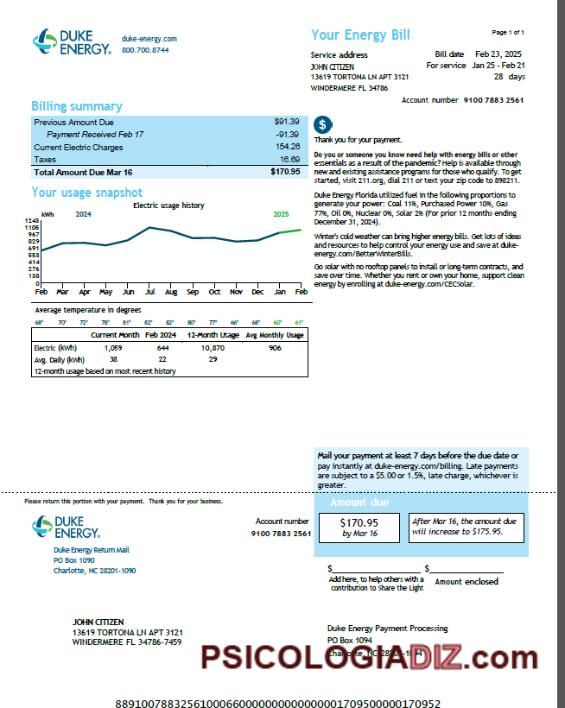 DUKE ENERGY®
duke-energy.com
800.700.8744
Your Energy Bill
Page 1 of 1
Service address
JOHN CITIZEN
13619 TORTONA LN APT 3121
WINDERMERE FL 34786
Bill date Feb 23, 2025
For service Jan 25 - Feb 21
28 days
Account number 9100 7883 2561
Billing summary
Previous Amount Due $91.39
Payment Received Feb 17 -91.39
Current Electric Charges 154.26
Taxes 16.69
Total Amount Due Mar 16 $170.95
$
Thank you for your payment.
Do you or someone you know need help with energy bills or other
essentials as a result of the pandemic? Help is available through
new and existing assistance programs for those who qualify. To get
started, visit 211.org, dial 211 or text your zip code to 898211.
Duke Energy Florida utilized fuel in the following proportions to
generate your power: Coal 11%, Purchased Power 10%, Gas
77%, Oil 0%, Nuclear 0%, Solar 2% (For prior 12 months ending
December 31, 2024).
Winter's cold weather can bring higher energy bills. Get lots of ideas
and resources to help control your energy use and save at duke-
energy.com/BetterWinterBills.
Go solar with no rooftop panels to install or long-term contracts, and
save over time. Whether you rent or own your home, support clean
energy by enrolling at duke-energy.com/CECSolar.
Your usage snapshot
Electric usage history
kWh 2024 2025
1243
1105
967
829
691
553
414
276
138
0
Feb Mar Apr May Jun Jul Aug Sep Oct Nov Dec Jan Feb
Average temperature in degrees
68° 70° 72° 78° 81° 82° 82° 80° 77° 66° 68° 60° 61°
Current Month Feb 2024 12-Month Usage Avg Monthly Usage
Electric (kWh) 1,059 644 10,870 906
Avg. Daily (kWh) 38 22 29
12-month usage based on most recent history
Mail your payment at least 7 days before the due date or
pay instantly at duke-energy.com/billing. Late payments
are subject to a $5.00 or 1.5%, late charge, whichever is
greater.
Please return this portion with your payment. Thank you for your business.
Amount due
DUKE ENERGY®
Duke Energy Return Mail
PO Box 1090
Charlotte, NC 28201-1090
Account number
9100 7883 2561
$170.95
by Mar 16
After Mar 16, the amount due
will increase to $175.95.
$ $
Add here, to help others with a
contribution to Share the Light
Amount enclosed
JOHN CITIZEN
13619 TORTONA LN APT 3121
WINDERMERE FL 34786-7459
Duke Energy Payment Processing
PO Box 1094
Charlotte, NC 28201-1094
PSICOLOGIADIZ.com